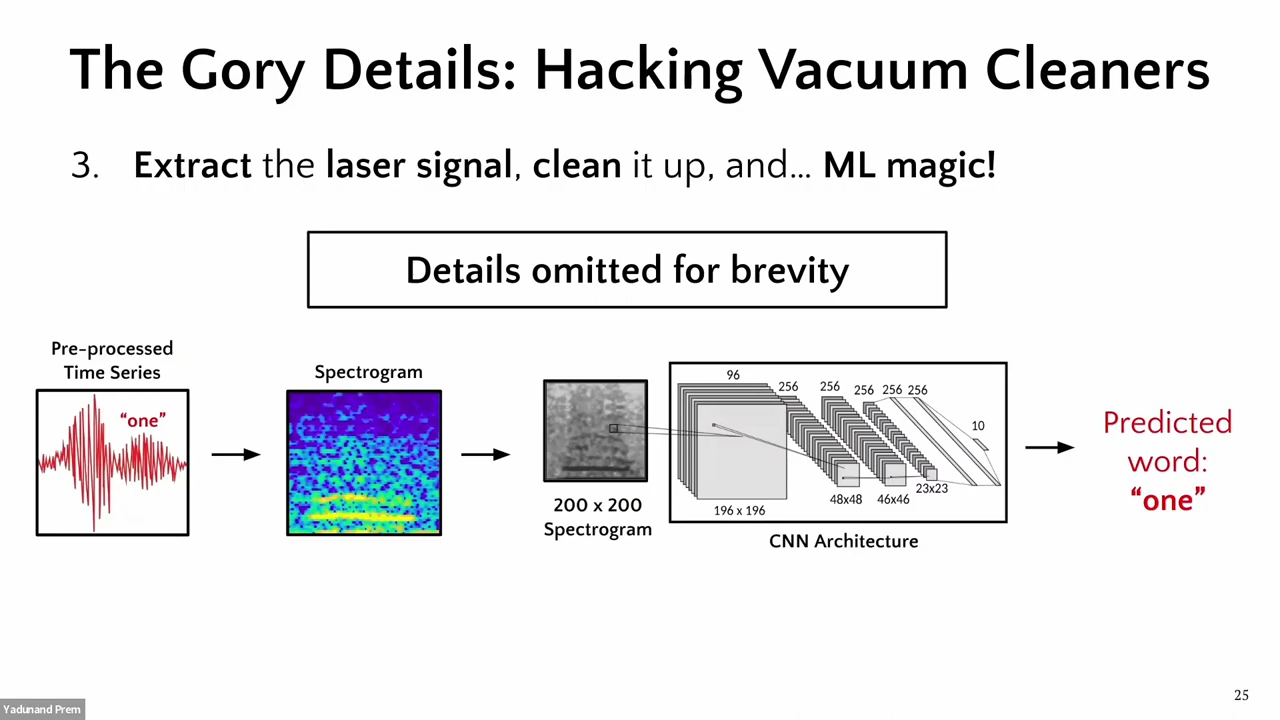 The Gory Details: Hacking Vacuum Cleaners
3. Extract the laser signal, clean it up, and... ML magic!
Details omitted for brevity
Pre-processed
Time Series
"one"
Spectrogram
200 x 200
Spectrogram
96
256
256
256 256 256
10
196 x 196
48x48
46x46
23x23
CNN Architecture
Predicted
word:
"one"
25
Yadunand Prem